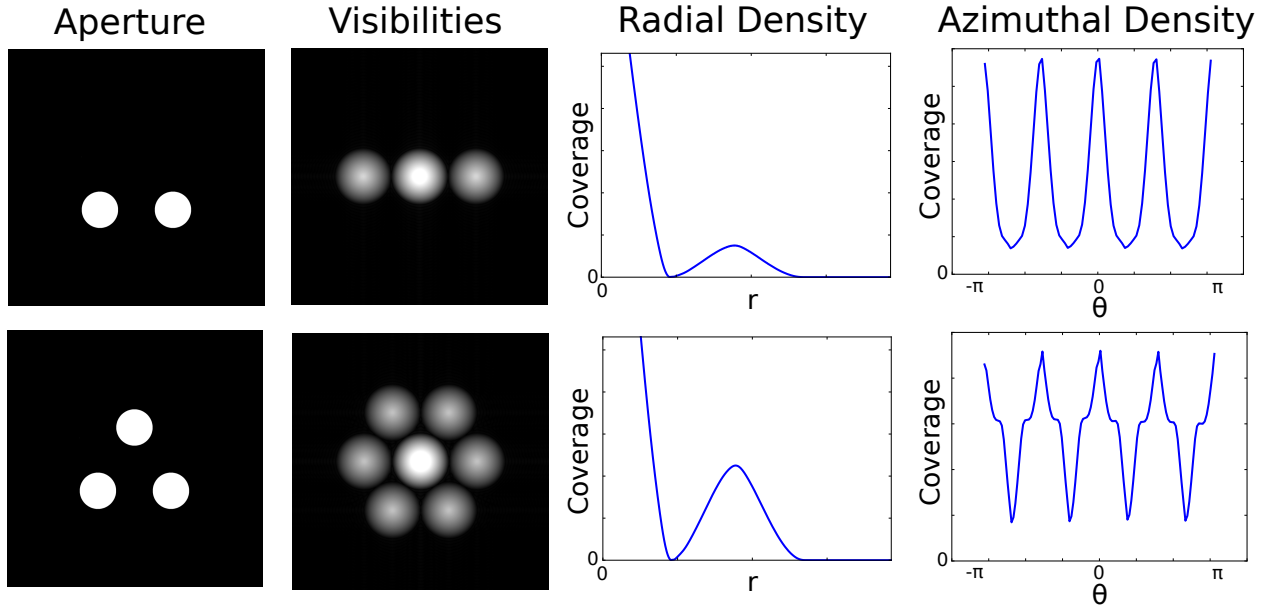 Aperture
Visibilities
Radial Density
Azimuthal Density
Coverage
0
0
r
Coverage
0
-π
0
π
θ
Coverage
0
0
r
Coverage
0
-π
0
π
θ